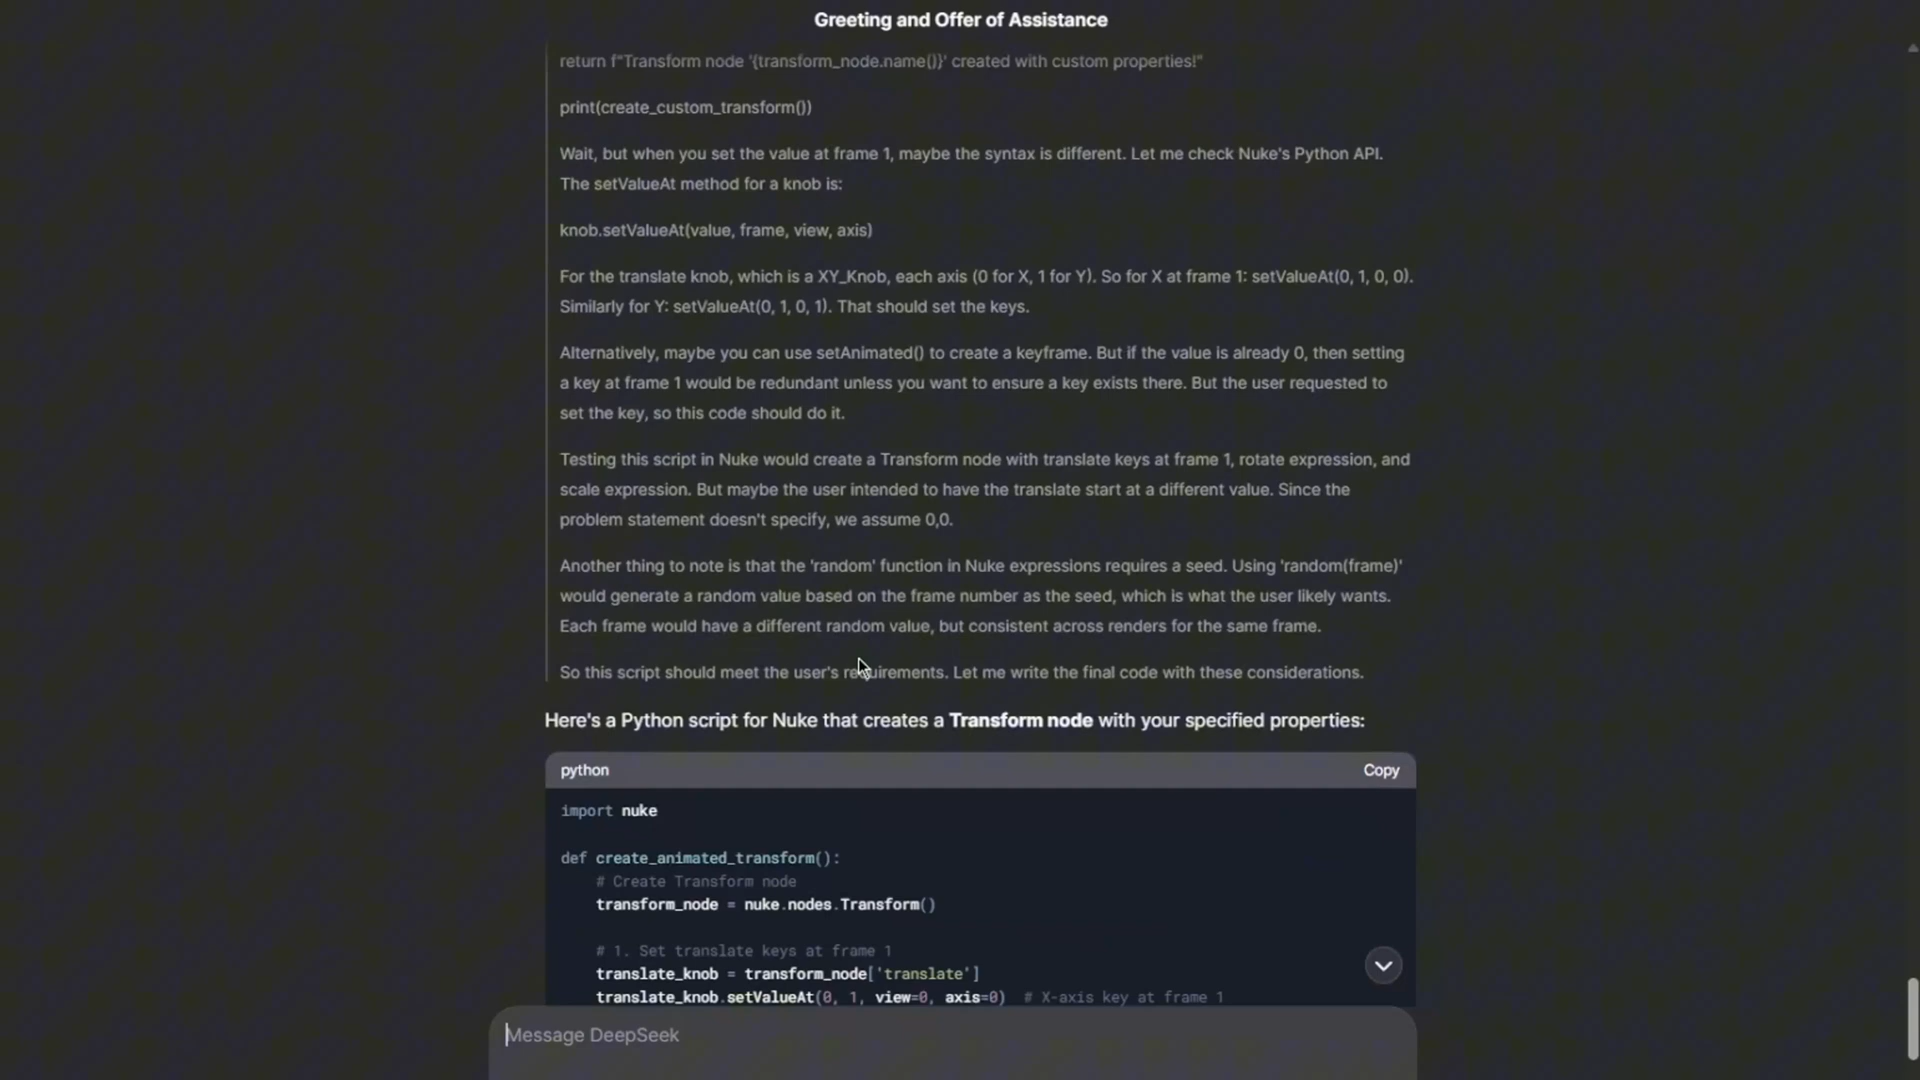 Greeting and Offer of Assistance
return f"Transform node '{transform_node.name()}' created with custom properties!"
print(create_custom_transform())
Wait, but when you set the value at frame 1, maybe the syntax is different. Let me check Nuke's Python API.
The setValueAt method for a knob is:
knob.setValueAt(value, frame, view, axis)
For the translate knob, which is a XY_Knob, each axis (0 for X, 1 for Y). So for X at frame 1: setValueAt(0, 1, 0, 0).
Similarly for Y: setValueAt(0, 1, 0, 1). That should set the keys.
Alternatively, maybe you can use setAnimated() to create a keyframe. But if the value is already 0, then setting
a key at frame 1 would be redundant unless you want to ensure a key exists there. But the user requested to
set the key, so this code should do it.
Testing this script in Nuke would create a Transform node with translate keys at frame 1, rotate expression, and
scale expression. But maybe the user intended to have the translate start at a different value. Since the
problem statement doesn't specify, we assume 0,0.
Another thing to note is that the 'random' function in Nuke expressions requires a seed. Using 'random(frame)'
would generate a random value based on the frame number as the seed, which is what the user likely wants.
Each frame would have a different random value, but consistent across renders for the same frame.
So this script should meet the user's requirements. Let me write the final code with these considerations.
Here's a Python script for Nuke that creates a Transform node with your specified properties:
python Copy
import nuke
def create_animated_transform():
# Create Transform node
transform_node = nuke.nodes.Transform()
# 1. Set translate keys at frame 1
translate_knob = transform_node['translate']
translate_knob.setValueAt(0, 1, view=0, axis=0) # X-axis key at frame 1
Message DeepSeek